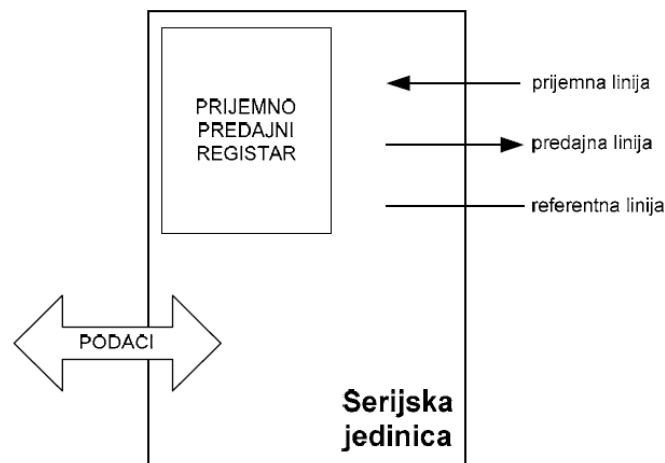 PRIJEMNO
PREDAJNI
REGISTAR
prijemna linija
predajna linija
referentna linija
PODACI
Serijska
jedinica